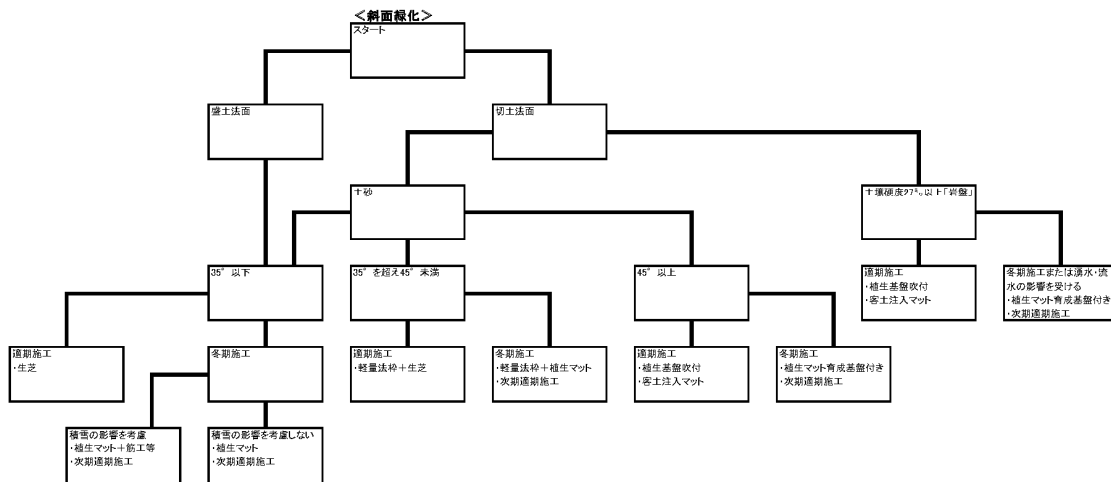 ＜斜面緑化＞
スタート
盛土法面
切土法面
土砂
土壌硬度27㍉以上「岩盤」
35° 以下
35° を超え45° 未満
45° 以上
適期施工
・植生基盤吹付
・客土注入マット
冬期施工または湧水・流
水の影響を受ける
・植生マット育成基盤付き
・次期適期施工
適期施工
・生芝
冬期施工
適期施工
・軽量法枠＋生芝
冬期施工
・軽量法枠＋植生マット
・次期適期施工
適期施工
・植生基盤吹付
・客土注入マット
冬期施工
・植生マット育成基盤付き
・次期適期施工
積雪の影響を考慮
・植生マット＋筋工等
・次期適期施工
積雪の影響を考慮しない
・植生マット
・次期適期施工